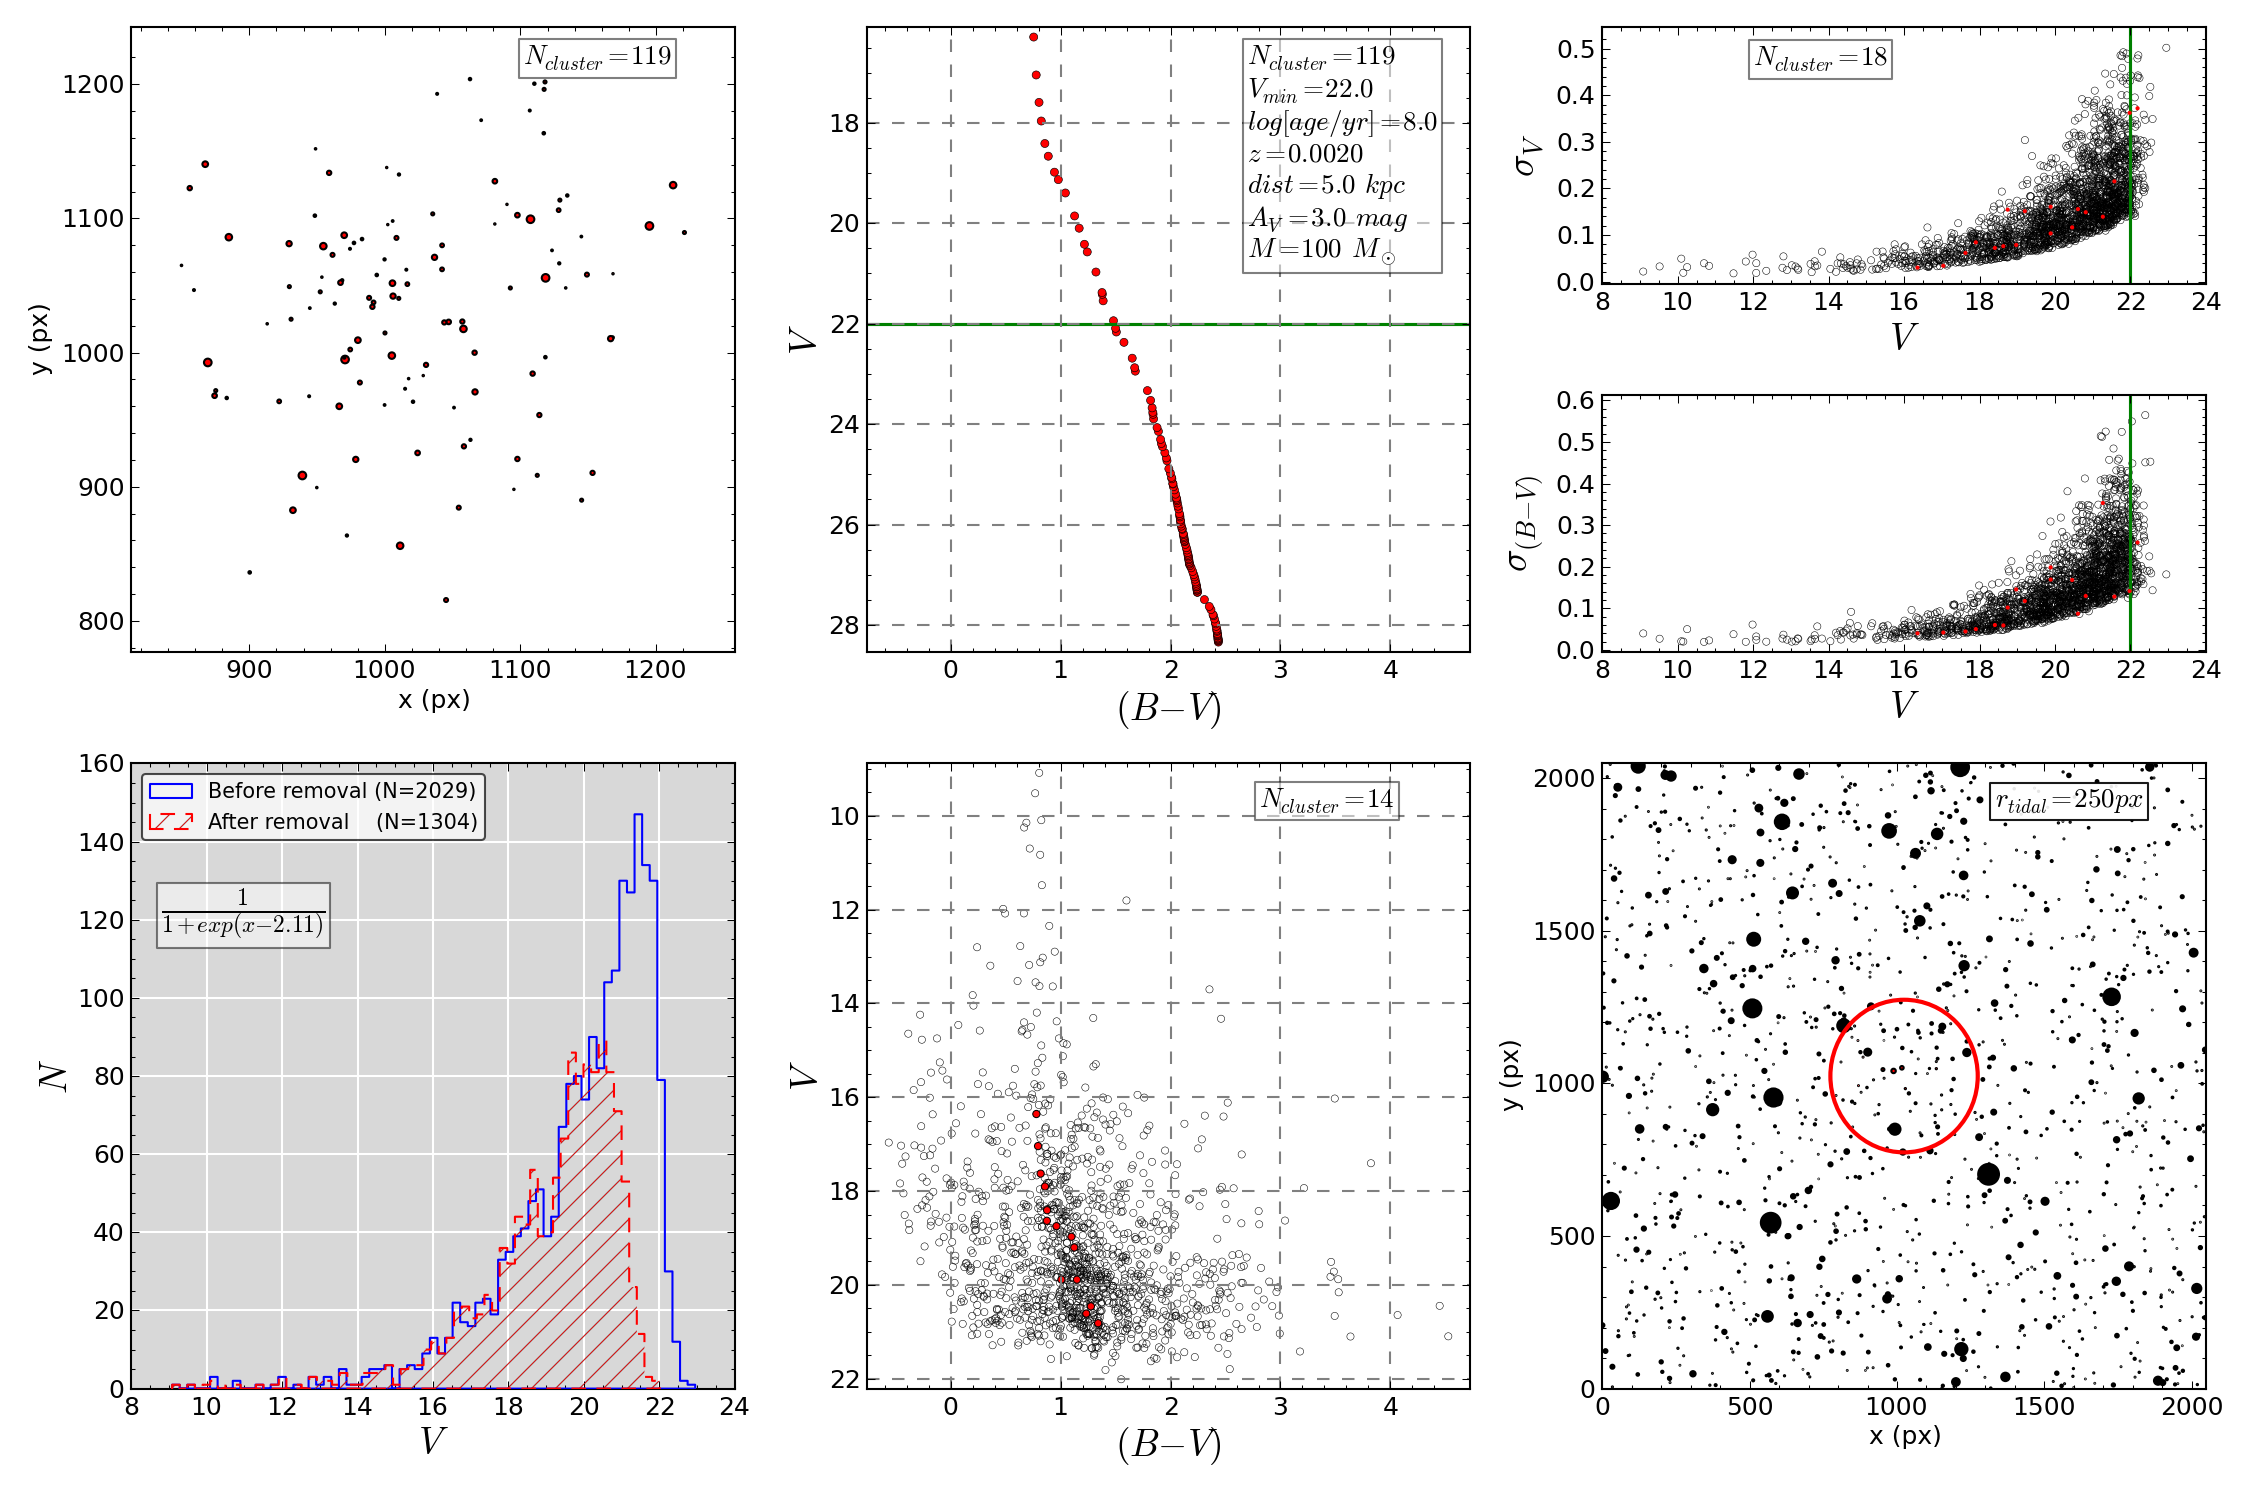 N_cluster=119
1200
1100
1000
900
800
y (px)
900 1000 1100 1200
x (px)
N_cluster=119
V_min=22.0
log[age/yr]=8.0
z=0.0020
dist=5.0 kpc
A_V=3.0 mag
M=100 M_⊙
18
20
22
24
26
28
V
0 1 2 3 4
(B−V)
N_cluster=18
0.5
0.4
0.3
0.2
0.1
0.0
σ_V
8 10 12 14 16 18 20 22 24
V
0.6
0.5
0.4
0.3
0.2
0.1
0.0
σ_(B−V)
8 10 12 14 16 18 20 22 24
V
160
140
120
100
80
60
40
20
0
N
Before removal (N=2029)
After removal (N=1304)
1
1+exp(x−2.11)
8 10 12 14 16 18 20 22 24
V
N_cluster=14
10
12
14
16
18
20
22
V
0 1 2 3 4
(B−V)
r_tidal=250px
2000
1500
1000
500
0
y (px)
0 500 1000 1500 2000
x (px)